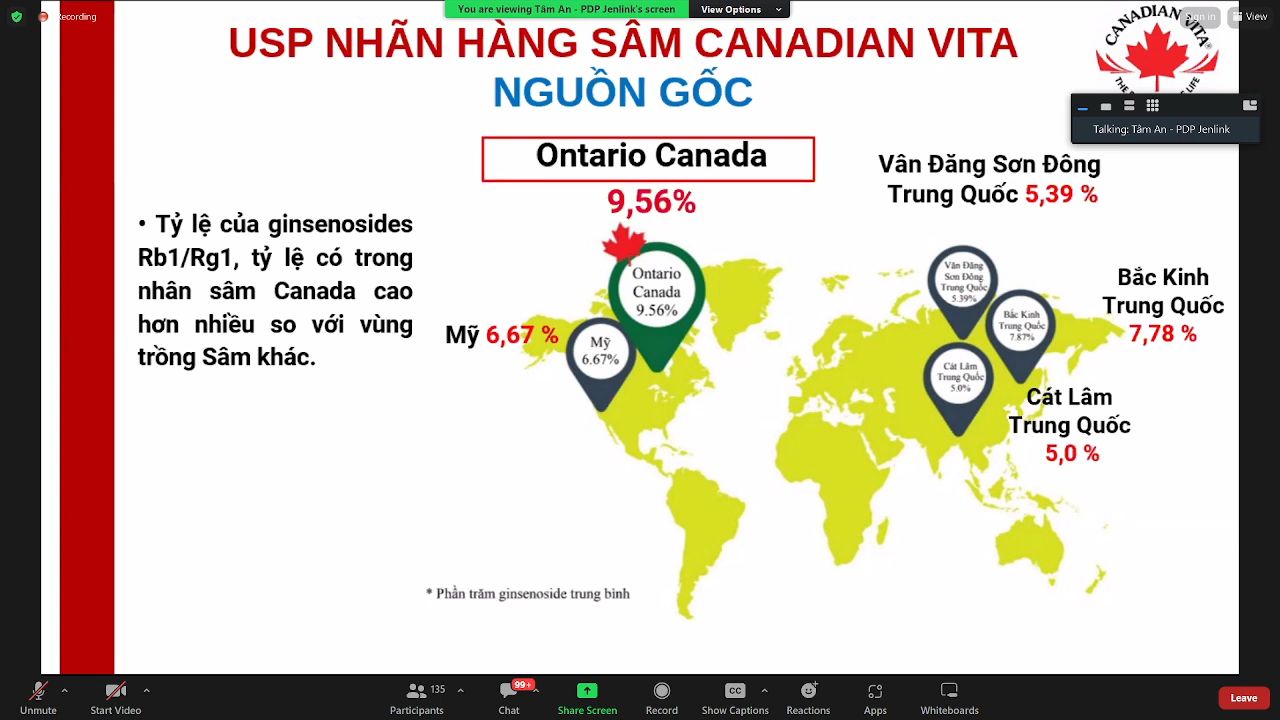 Recording
You are viewing Tâm An - PDP Jenlink's screen
View Options
Sign in
View
USP NHÃN HÀNG SÂM CANADIAN VITA
NGUỒN GỐC
CANADIAN VITA®
LIFE
Talking: Tâm An - PDP Jenlink
Ontario Canada
9,56%
Vân Đăng Sơn Đông
Trung Quốc 5,39 %
• Tỷ lệ của ginsenosides
Rb1/Rg1, tỷ lệ có trong
nhân sâm Canada cao
hơn nhiều so với vùng
trồng Sâm khác.
Ontario
Canada
9.56%
Mỹ 6,67 %
Mỹ
6.67%
Văn Đăng
Sơn Đông
Trung Quốc
5.39%
Bắc Kinh
Trung Quốc
7.87%
Bắc Kinh
Trung Quốc
7,78 %
Cát Lâm
Trung Quốc
5.0%
Cát Lâm
Trung Quốc
5,0 %
* Phần trăm ginsenoside trung bình
Unmute
Start Video
135
Participants
99+
Chat
Share Screen
Record
CC
Show Captions
Reactions
Apps
Whiteboards
Leave